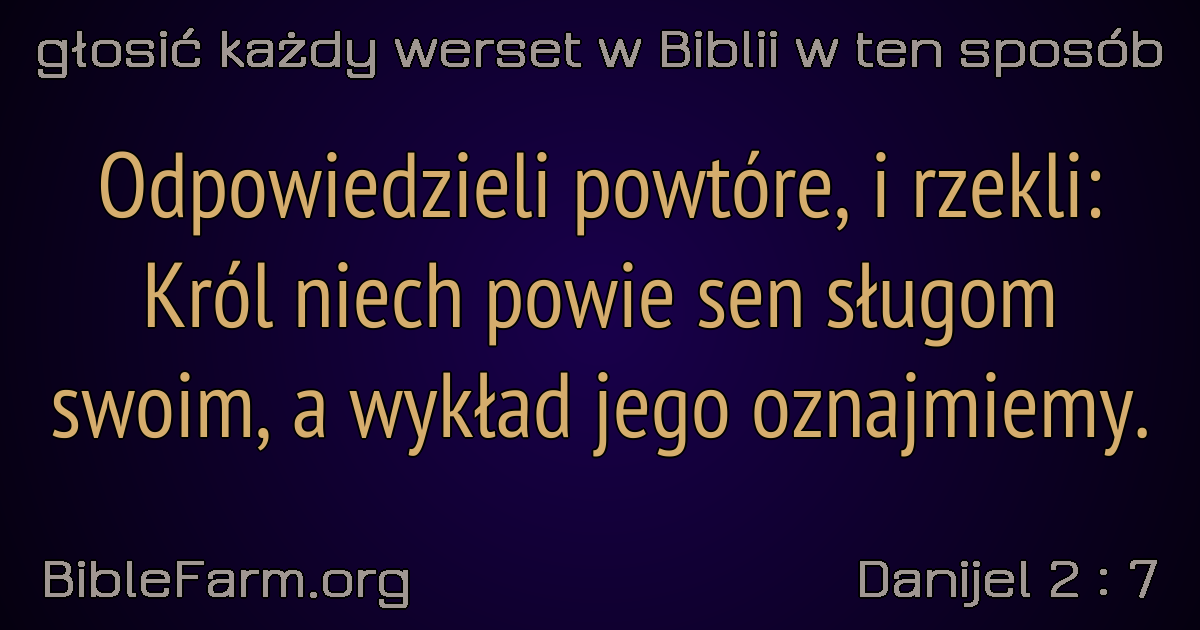 głosić każdy werset w Biblii w ten sposób
Odpowiedzieli powtóre, i rzekli:
Król niech powie sen sługom
swoim, a wykład jego oznajmiemy.
BibleFarm.org
Danijel 2 : 7